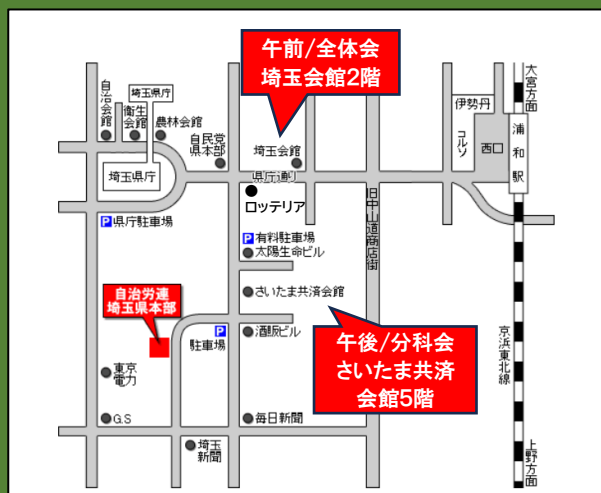 午前/全体会
埼玉会館2階
大宮方面
自治会館
埼玉県庁
衛生会館
農林会館
自民党
県本部
埼玉会館
伊勢丹
コルソ
西口
浦和駅
埼玉県庁
県庁通り
ロッテリア
旧中山道商店街
P県庁駐車場
P有料駐車場
太陽生命ビル
自治労連
埼玉県本部
さいたま共済会館
P
駐車場
酒販ビル
午後/分科会
さいたま共済
会館5階
京浜東北線
東京
電力
G.S
毎日新聞
埼玉
新聞
上野方面